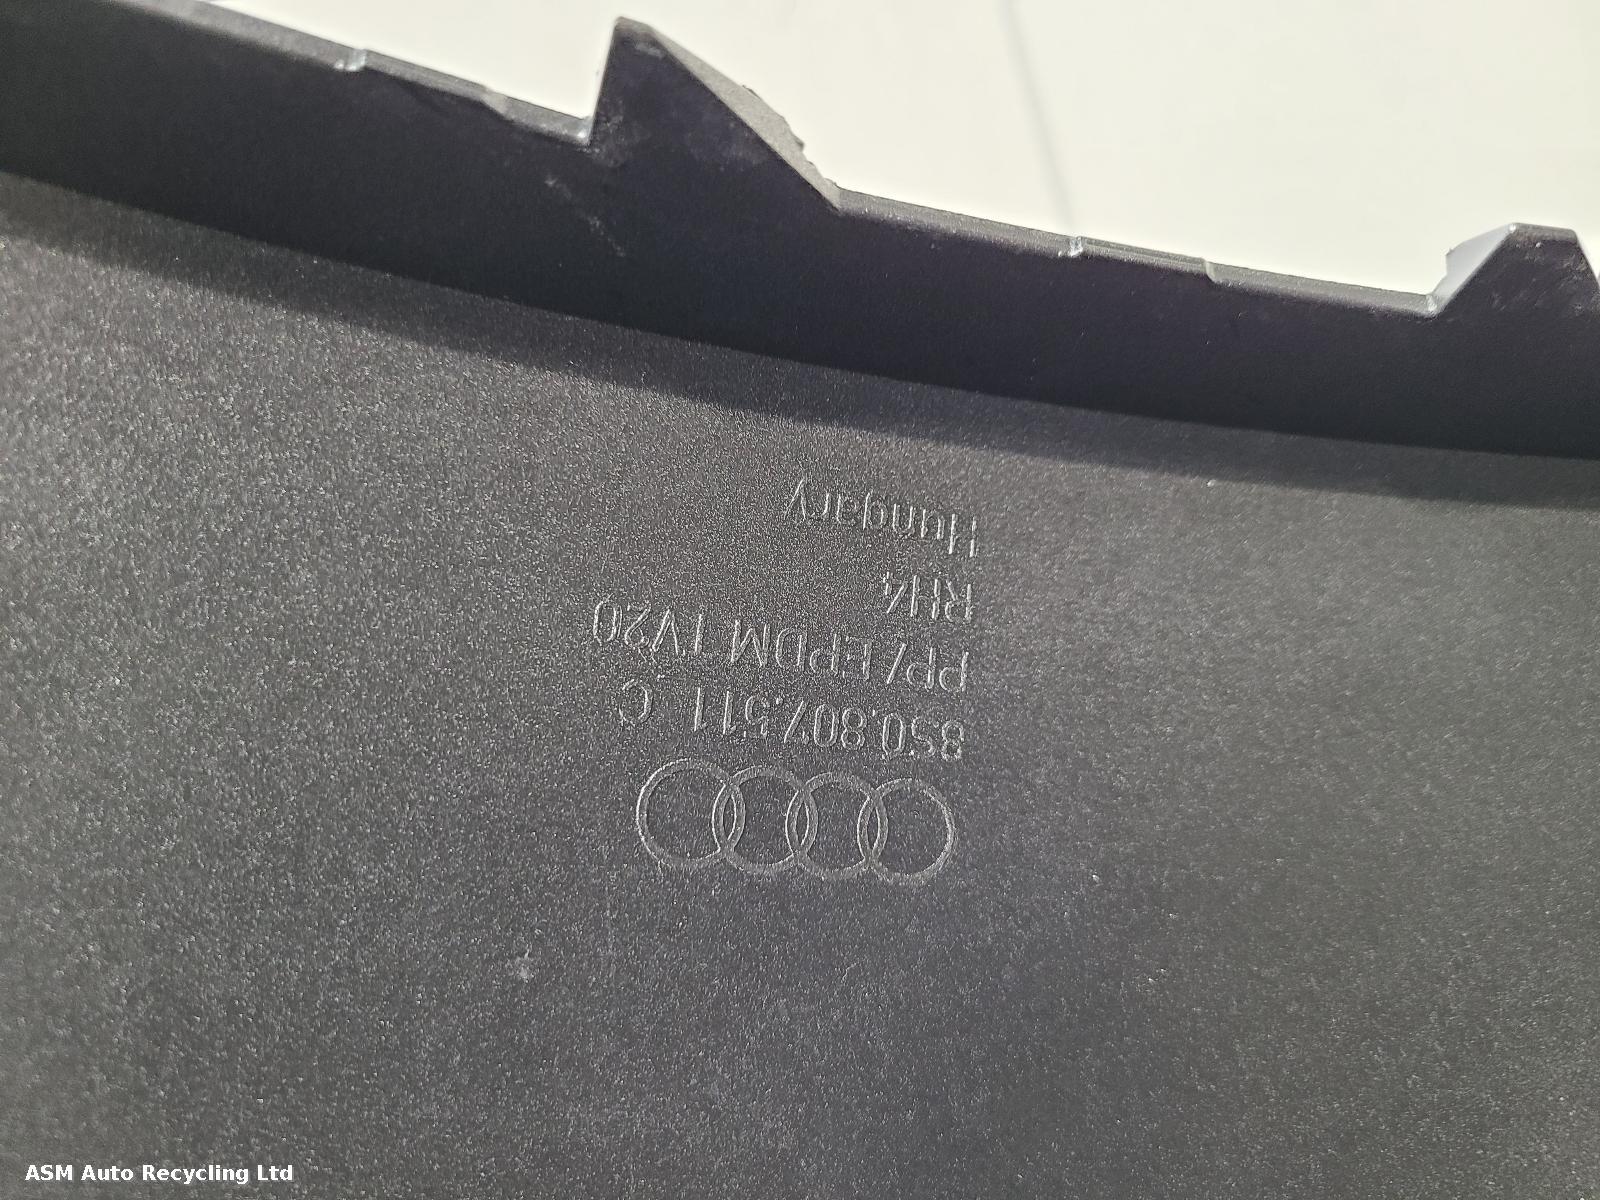 8S0.807.511 C
PP/EPDM TV20
RH4
Hungary
ASM Auto Recycling Ltd